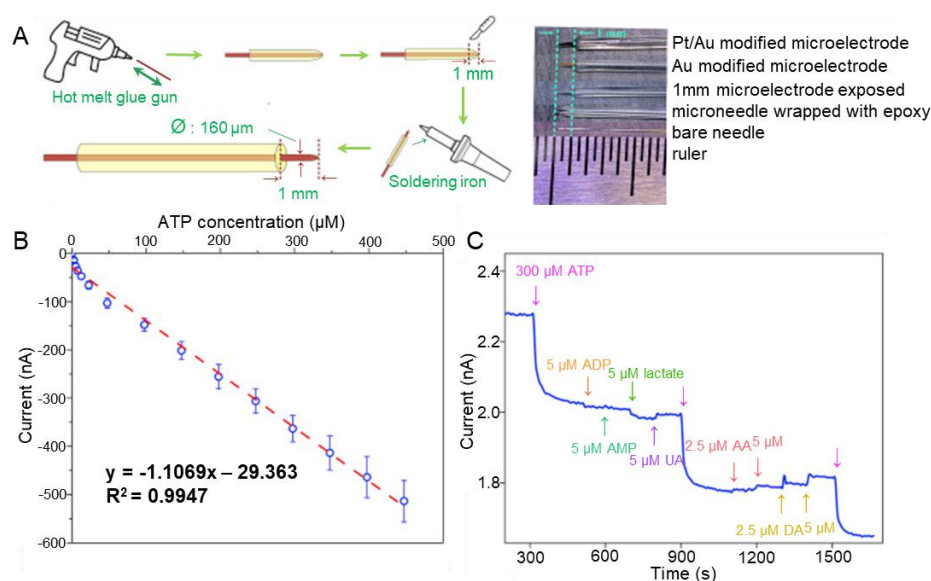 A
Hot melt glue gun
1 mm
Ø : 160 µm
1 mm
Soldering iron
1 mm
Pt/Au modified microelectrode
Au modified microelectrode
1mm microelectrode exposed
microneedle wrapped with epoxy
bare needle
ruler
B
ATP concentration (µM)
0 100 200 300 400 500
0
-100
-200
-300
-400
-500
-600
Current (nA)
y = -1.1069x – 29.363
R² = 0.9947
C
2.4
2.2
2.0
1.8
Current (nA)
300 µM ATP
5 µM ADP
5 µM lactate
5 µM AMP
5 µM UA
2.5 µM AA
5 µM
2.5 µM DA
5 µM
300 600 900 1200 1500
Time (s)